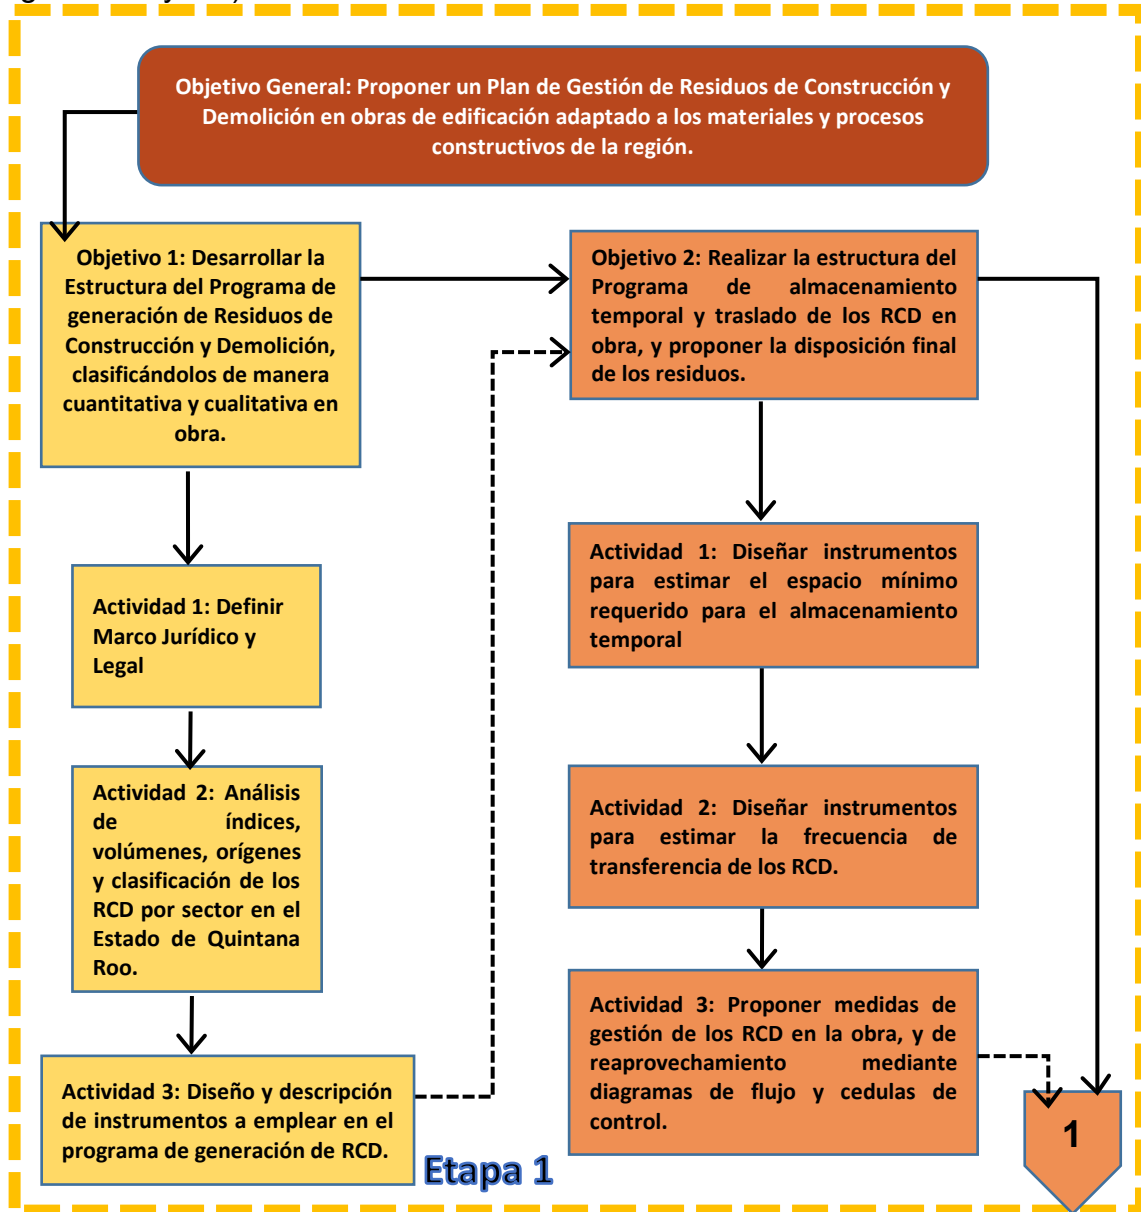 Objetivo General: Proponer un Plan de Gestión de Residuos de Construcción y
Demolición en obras de edificación adaptado a los materiales y procesos
constructivos de la región.
Objetivo 1: Desarrollar la
Estructura del Programa de
generación de Residuos de
Construcción y Demolición,
clasificándolos de manera
cuantitativa y cualitativa en
obra.
Actividad 1: Definir
Marco Jurídico y
Legal
Actividad 2: Análisis
de índices,
volúmenes, orígenes
y clasificación de los
RCD por sector en el
Estado de Quintana
Roo.
Actividad 3: Diseño y descripción
de instrumentos a emplear en el
programa de generación de RCD.
Objetivo 2: Realizar la estructura del
Programa de almacenamiento
temporal y traslado de los RCD en
obra, y proponer la disposición final
de los residuos.
Actividad 1: Diseñar instrumentos
para estimar el espacio mínimo
requerido para el almacenamiento
temporal
Actividad 2: Diseñar instrumentos
para estimar la frecuencia de
transferencia de los RCD.
Actividad 3: Proponer medidas de
gestión de los RCD en la obra, y de
reaprovechamiento mediante
diagramas de flujo y cedulas de
control.
1
Etapa 1